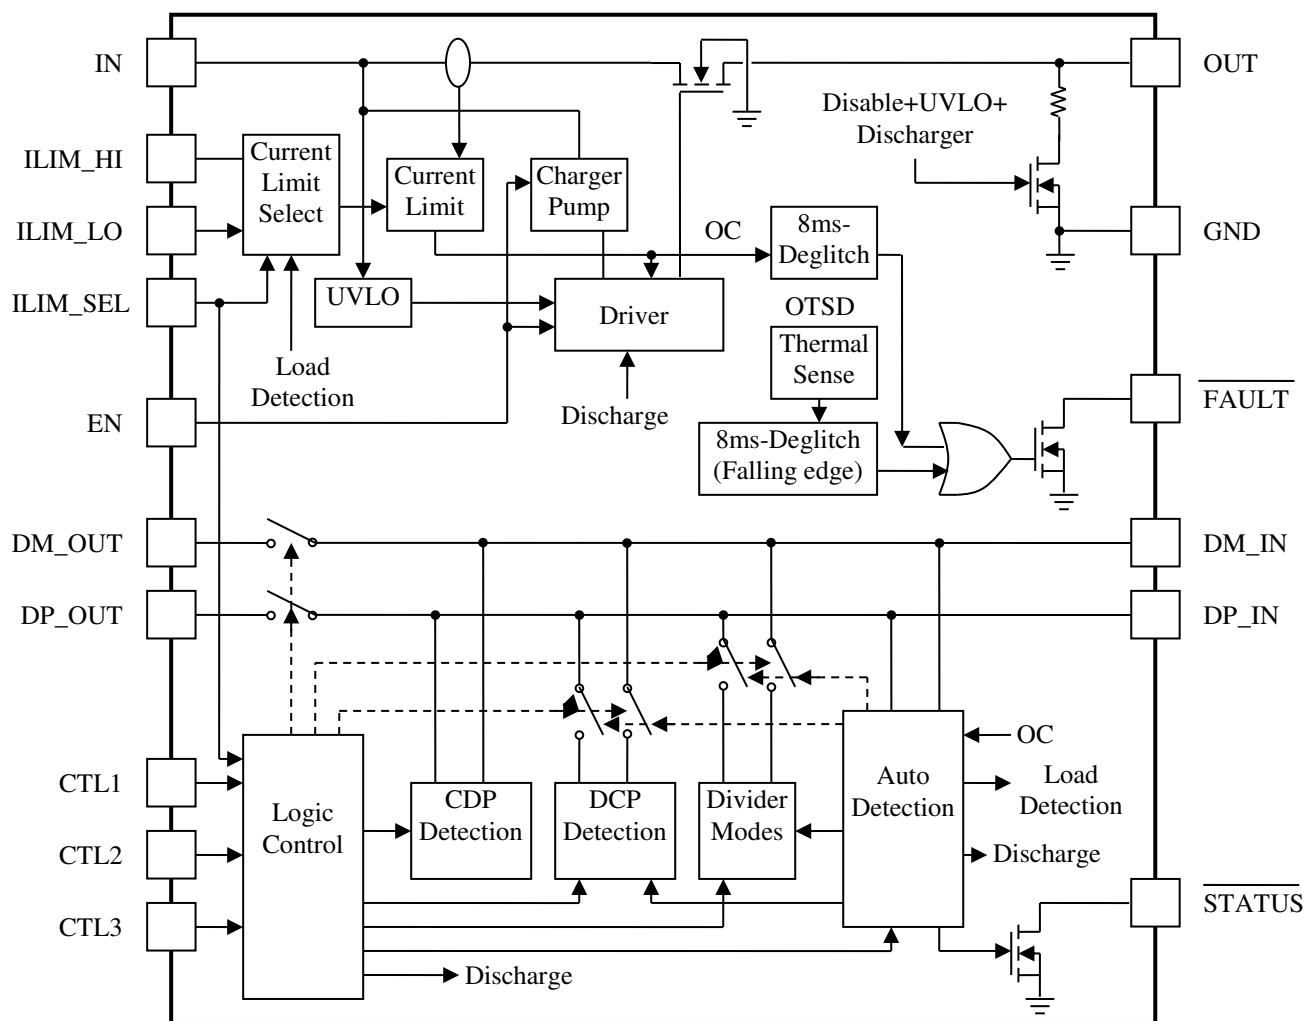 IN
OUT
Disable+UVLO+
Discharger
ILIM_HI
Current
Limit
Select
Current
Limit
Charger
Pump
ILIM_LO
OC
8ms-
Deglitch
GND
ILIM_SEL
UVLO
Driver
OTSD
Thermal
Sense
Load
Detection
Discharge
FAULT
EN
8ms-Deglitch
(Falling edge)
DM_OUT
DM_IN
DP_OUT
DP_IN
OC
CTL1
Logic
Control
CDP
Detection
DCP
Detection
Divider
Modes
Auto
Detection
Load
Detection
CTL2
Discharge
STATUS
CTL3
Discharge